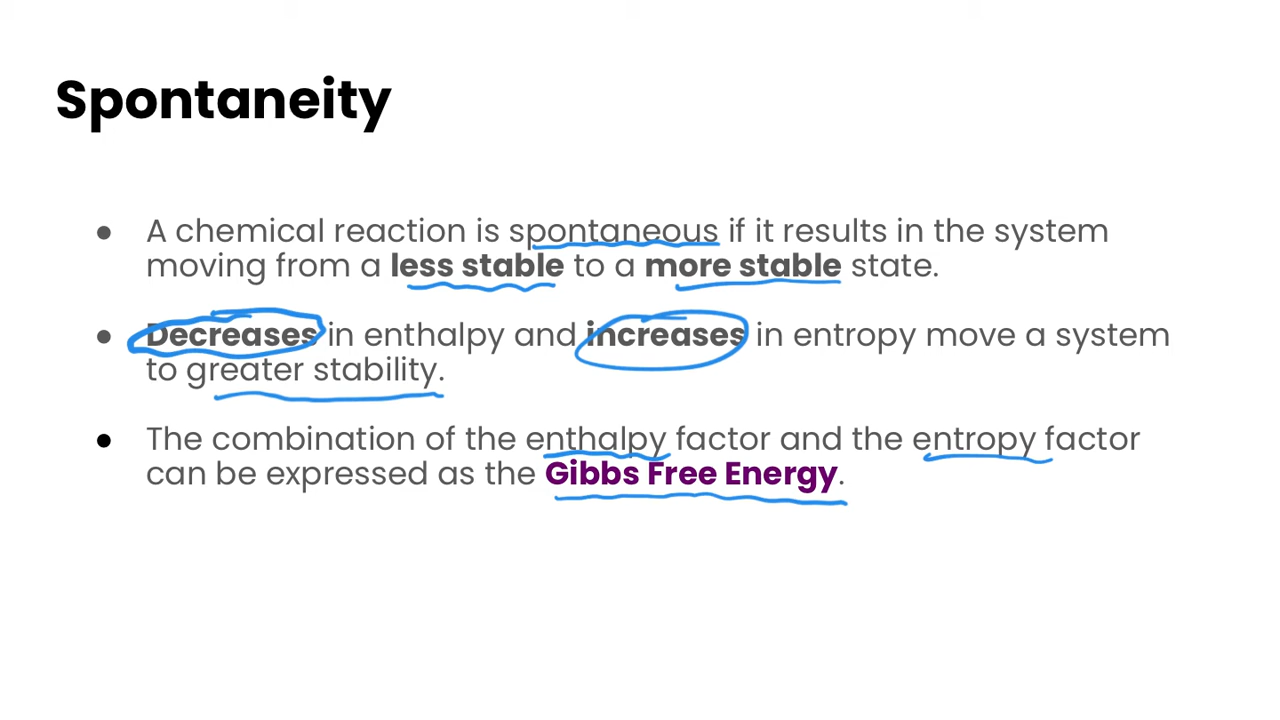 Spontaneity
● A chemical reaction is spontaneous if it results in the system
moving from a less stable to a more stable state.
● Decreases in enthalpy and increases in entropy move a system
to greater stability.
● The combination of the enthalpy factor and the entropy factor
can be expressed as the Gibbs Free Energy.